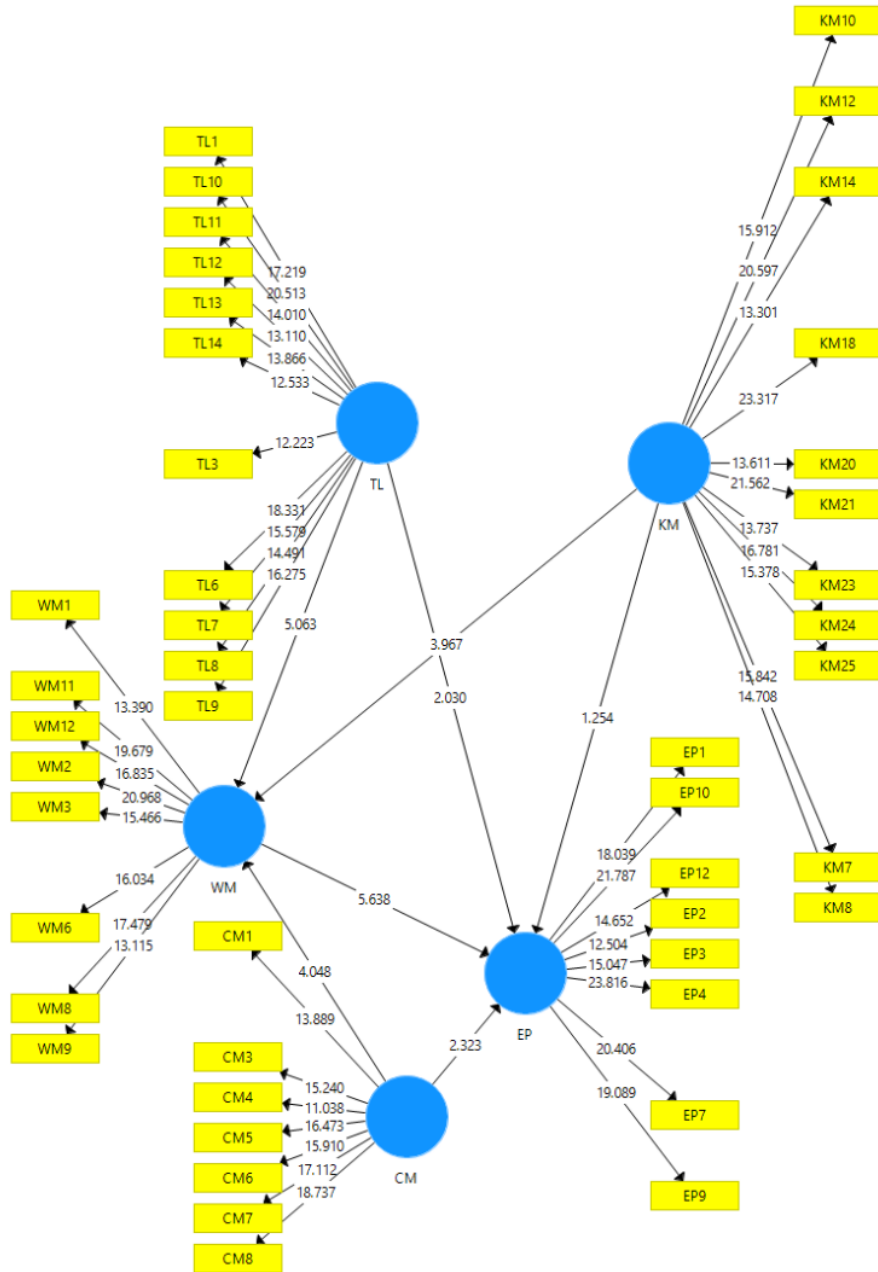 KM10
KM12
TL1
TL10
KM14
TL11
15.912
TL12
17.219
20.597
20.513
TL13
14.010
13.301
13.110
TL14
13.866
KM18
12.533
23.317
12.223
TL3
13.611
KM20
21.562
TL
KM21
18.331
KM
13.737
15.579
16.781
14.491
15.378
16.275
TL6
KM23
WM1
TL7
KM24
5.063
3.967
TL8
KM25
15.842
WM11
2.030
14.708
TL9
13.390
1.254
WM12
19.679
EP1
WM2
16.835
EP10
20.968
WM3
15.466
18.039
KM7
16.034
21.787
EP12
WM
KM8
WM6
17.479
5.638
14.652
EP2
CM1
12.504
13.115
15.047
EP3
4.048
23.816
EP4
WM8
13.889
EP
WM9
2.323
20.406
CM3
15.240
19.089
CM4
11.038
EP7
CM5
16.473
15.910
CM6
17.112
CM
18.737
EP9
CM7
CM8